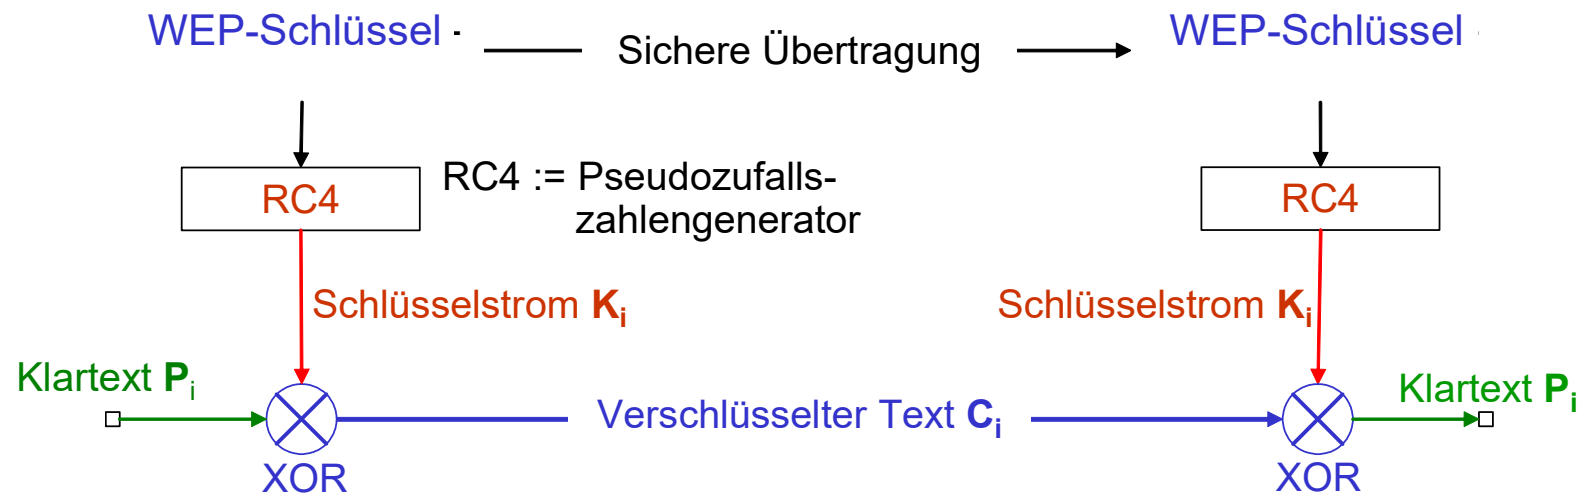 WEP-Schlüssel
Sichere Übertragung
WEP-Schlüssel
RC4
RC4 := Pseudozufalls-
zahlengenerator
RC4
Schlüsselstrom Ki
Schlüsselstrom Ki
Klartext Pi
Verschlüsselter Text Ci
Klartext Pi
XOR
XOR